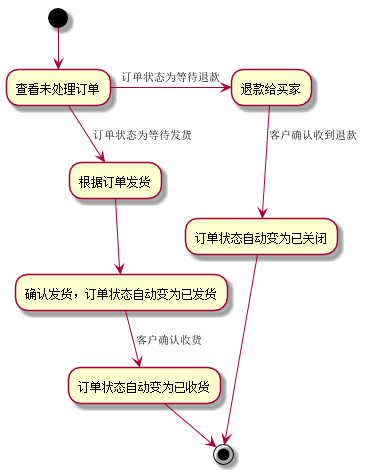 订单状态为等待退款
查看未处理订单
退款给买家
订单状态为等待发货
客户确认收到退款
根据订单发货
订单状态自动变为已关闭
确认发货，订单状态自动变为已发货
客户确认收货
订单状态自动变为已收货